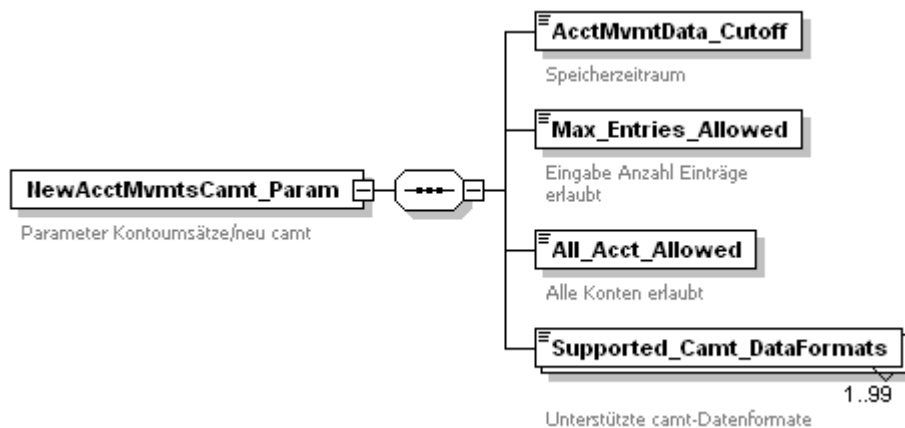 AcctMvmtData_Cutoff
Speicherzeitraum
Max_Entries_Allowed
Eingabe Anzahl Einträge
erlaubt
NewAcctMvmtsCamt_Param
Parameter Kontoumsätze/neu camt
All_Acct_Allowed
Alle Konten erlaubt
Supported_Camt_DataFormats
1..99
Unterstützte camt-Datenformate